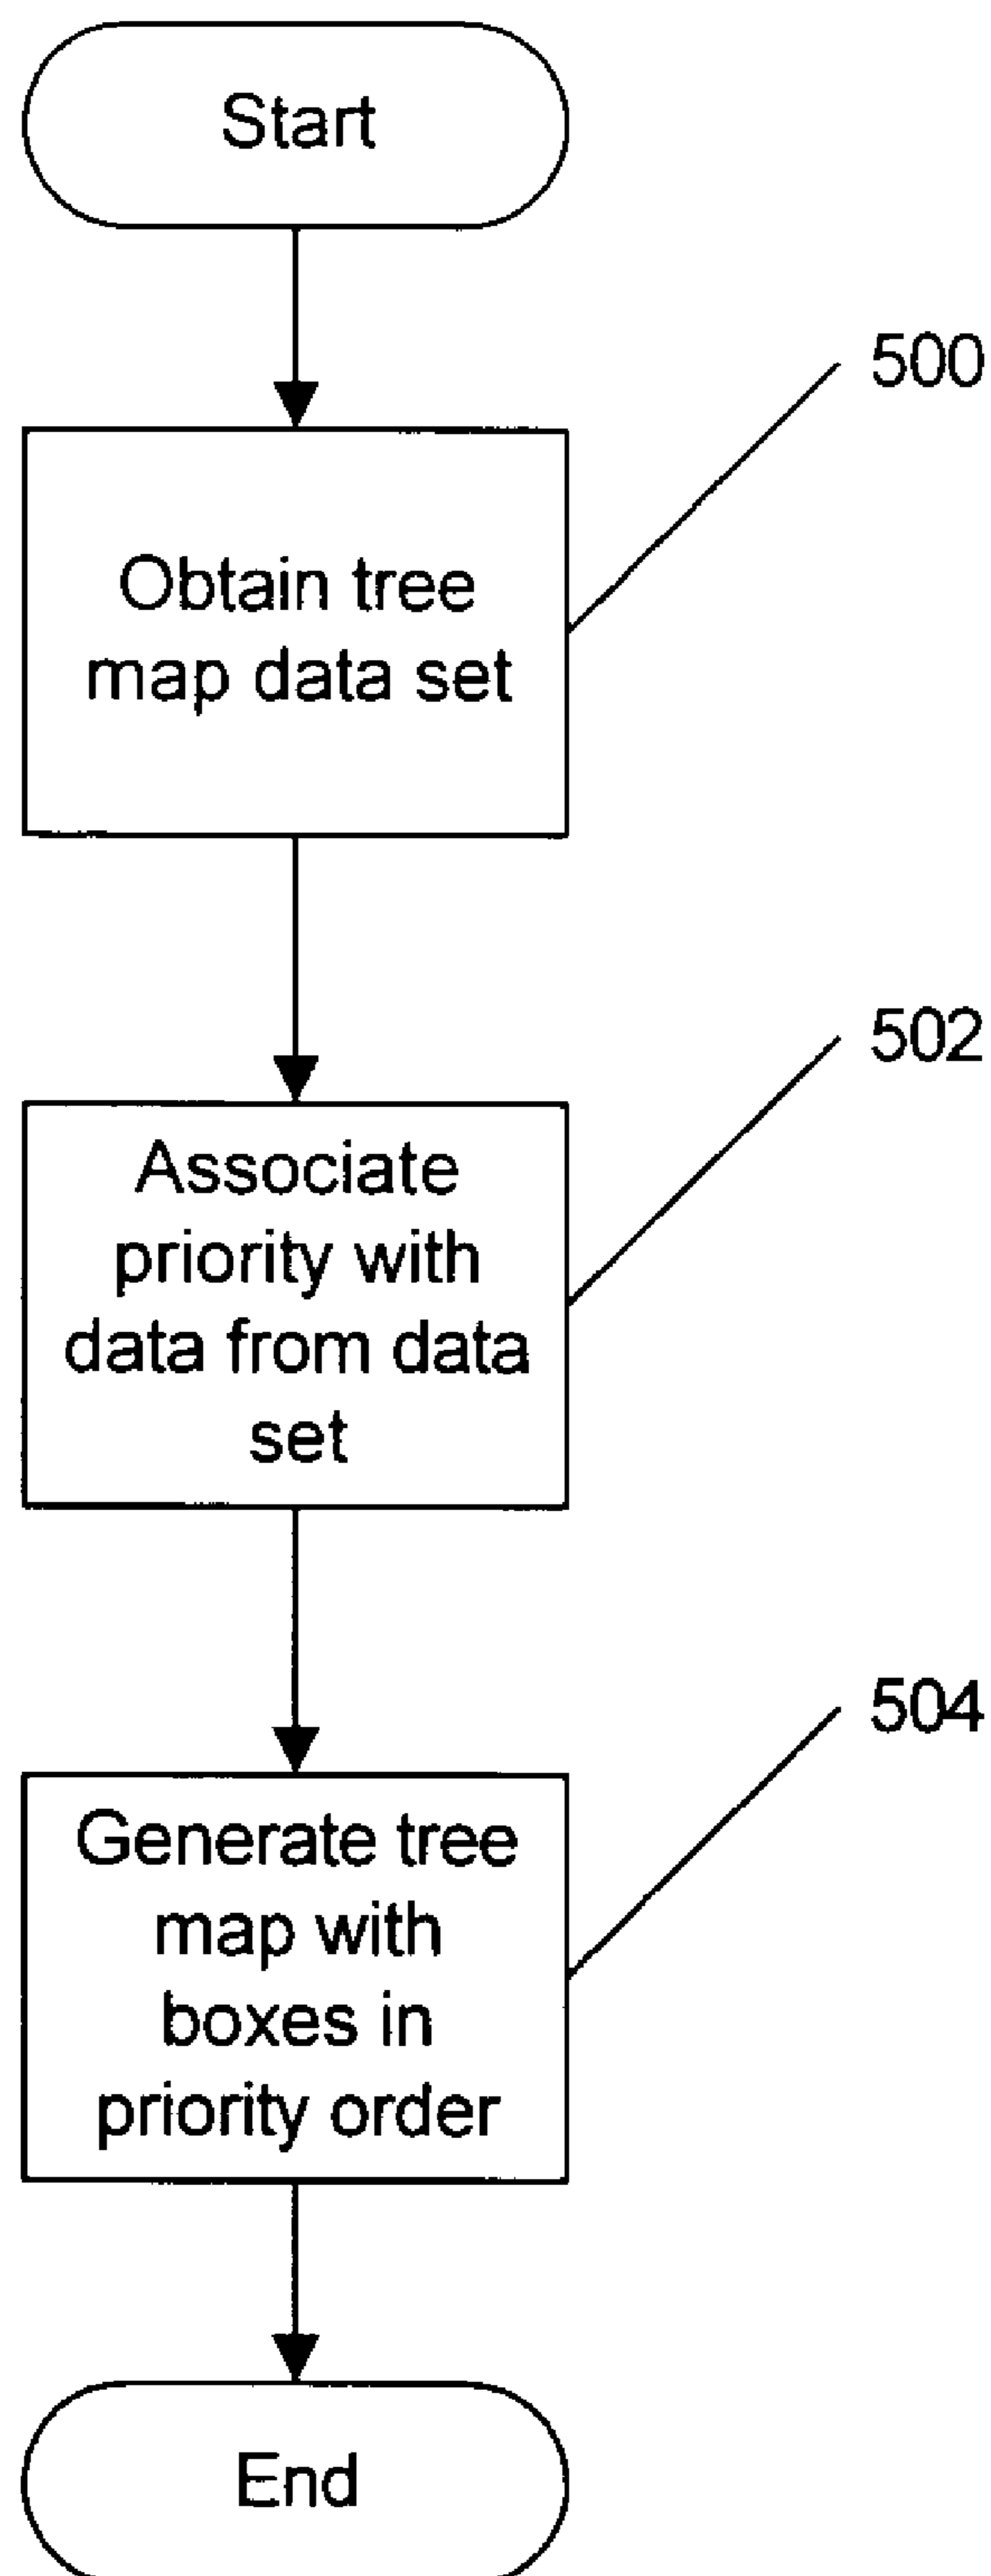 Start
500
Obtain tree
map data set
502
Associate
priority with
data from data
set
504
Generate tree
map with
boxes in
priority order
End